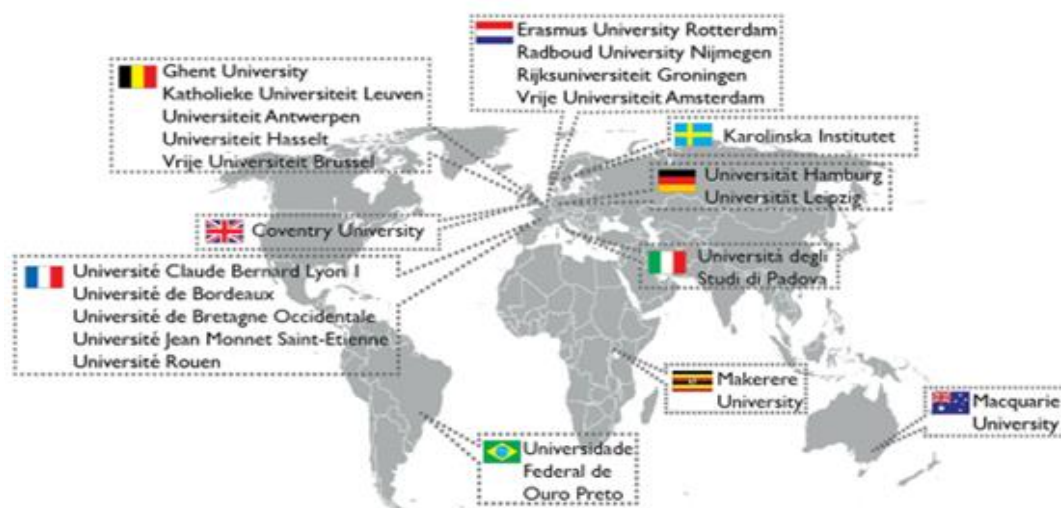 Erasmus University Rotterdam
Radboud University Nijmegen
Rijksuniversiteit Groningen
Vrije Universiteit Amsterdam
Ghent University
Katholieke Universiteit Leuven
Universiteit Antwerpen
Universiteit Hasselt
Vrije Universiteit Brussel
Karolinska Institutet
Universität Hamburg
Universität Leipzig
Coventry University
Universitá degli
Studi di Padova
Université Claude Bernard Lyon I
Université de Bordeaux
Université de Bretagne Occidentale
Université Jean Monnet Saint-Etienne
Université Rouen
Makerere
University
Macquarie
University
Universidade
Federal de
Ouro Preto